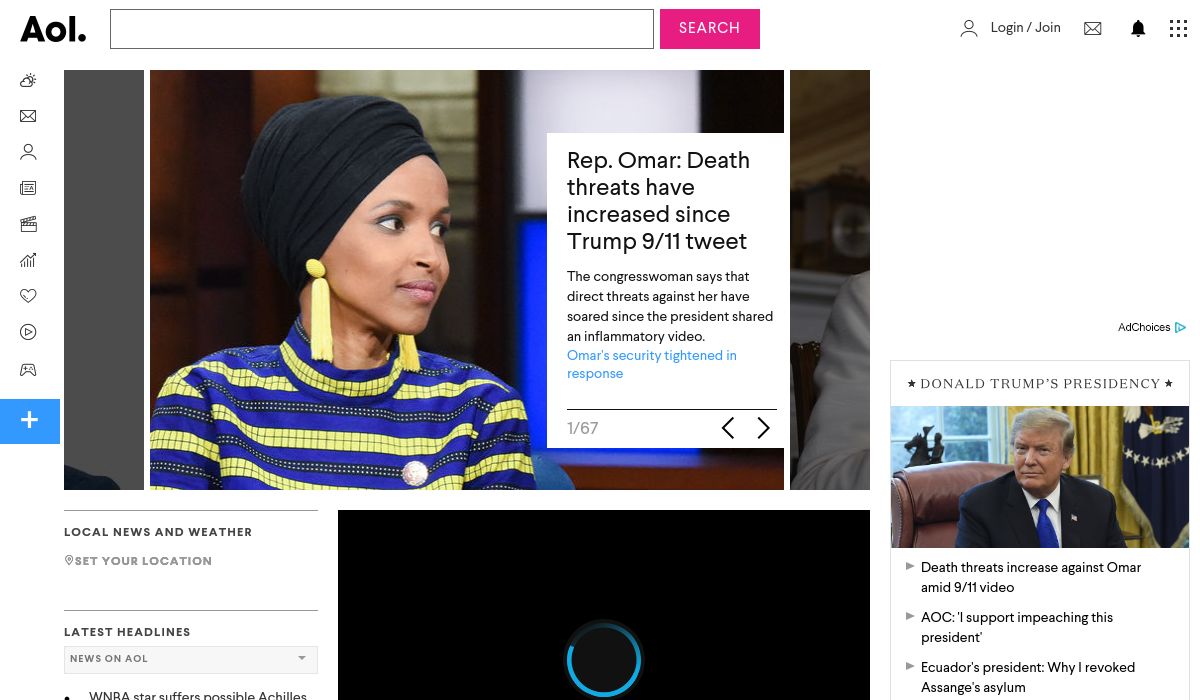 Aol.
SEARCH
Login / Join
Rep. Omar: Death
threats have
increased since
Trump 9/11 tweet
The congresswoman says that
direct threats against her have
soared since the president shared
an inflammatory video.
Omar's security tightened in
response
1/67
AdChoices
★ DONALD TRUMP'S PRESIDENCY ★
Death threats increase against Omar
amid 9/11 video
AOC: 'I support impeaching this
president'
Ecuador's president: Why I revoked
Assange's asylum
LOCAL NEWS AND WEATHER
SET YOUR LOCATION
LATEST HEADLINES
NEWS ON AOL
WNBA star suffers possible Achilles